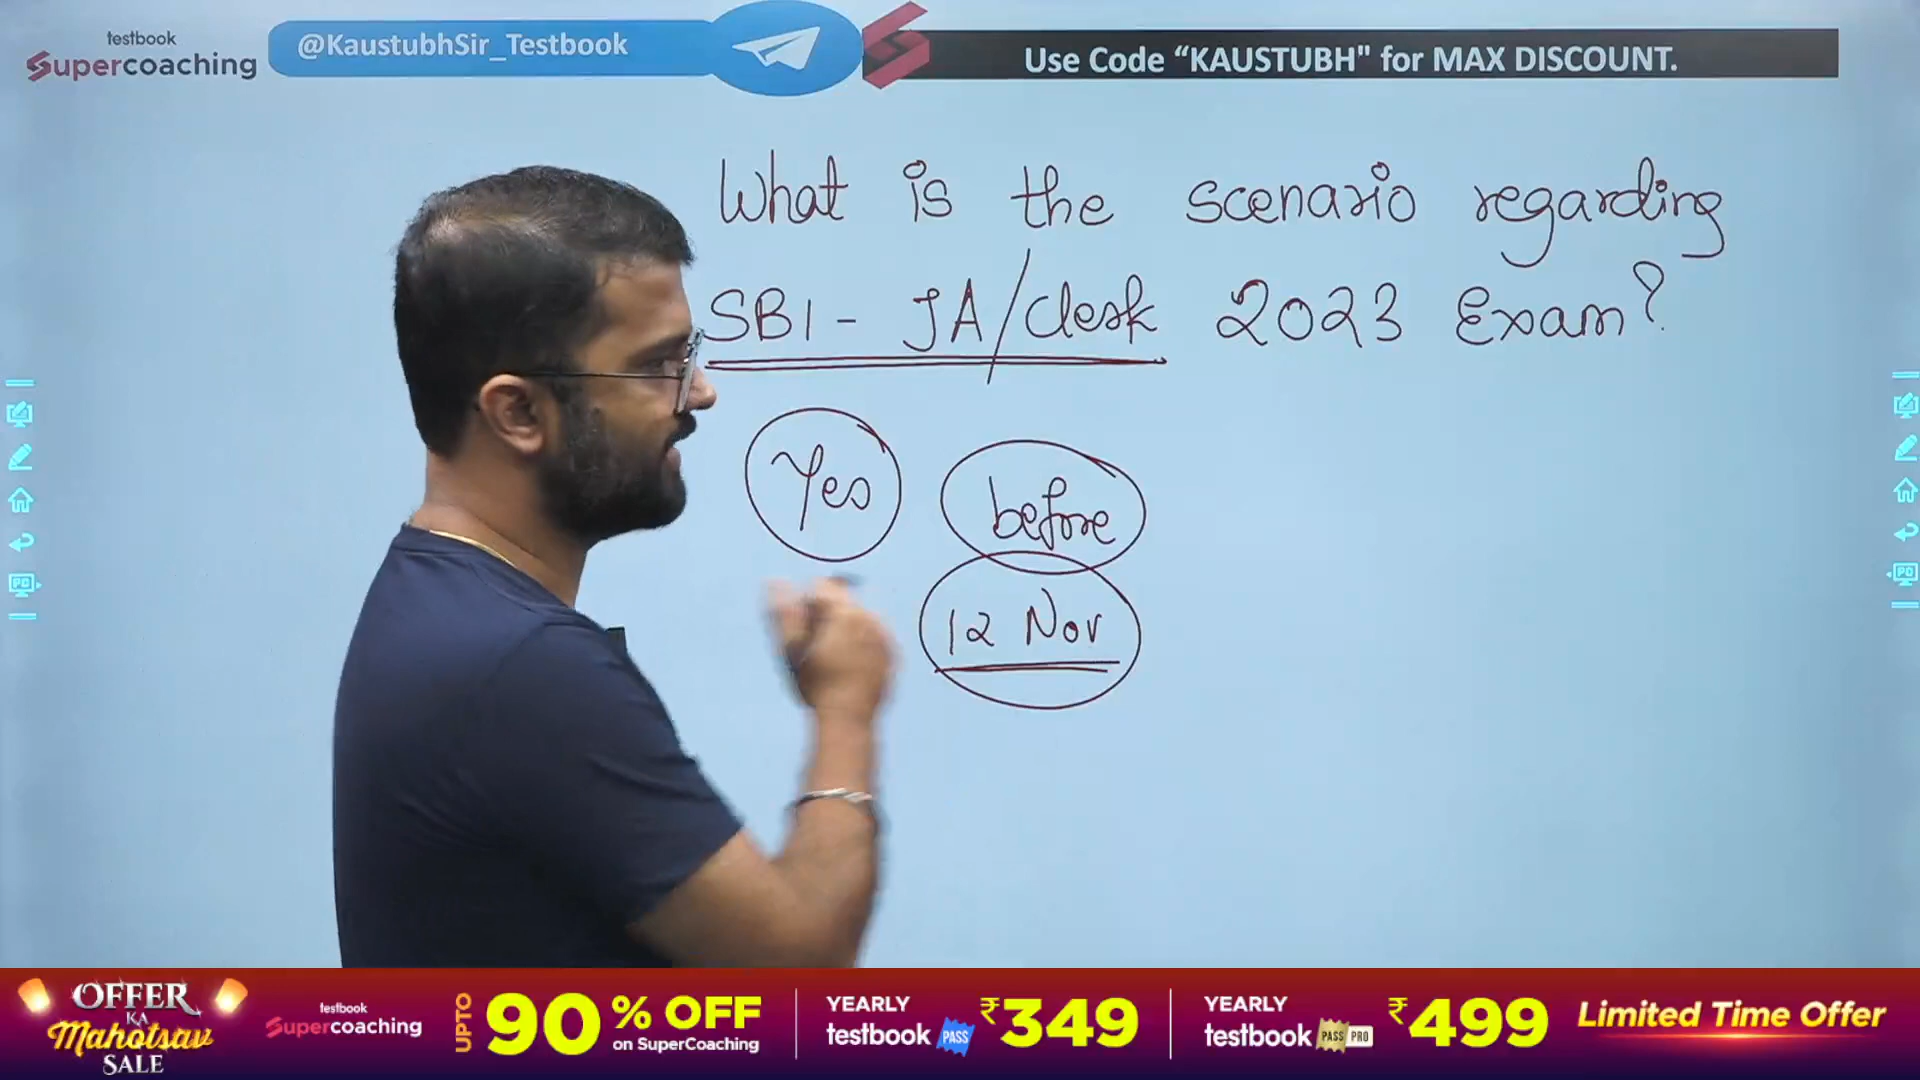 testbook
Supercoaching
@KaustubhSir_Testbook
Use Code “KAUSTUBH" for MAX DISCOUNT.
What is the scenario regarding
SBI - JA/Clerk 2023 Exam?
Yes
before
12 Nov
OFFER
KA
Mahotsav
SALE
testbook
Supercoaching
UPTO
90% OFF
on SuperCoaching
YEARLY
testbook PASS
₹349
YEARLY
testbook PASS PRO
₹499
Limited Time Offer